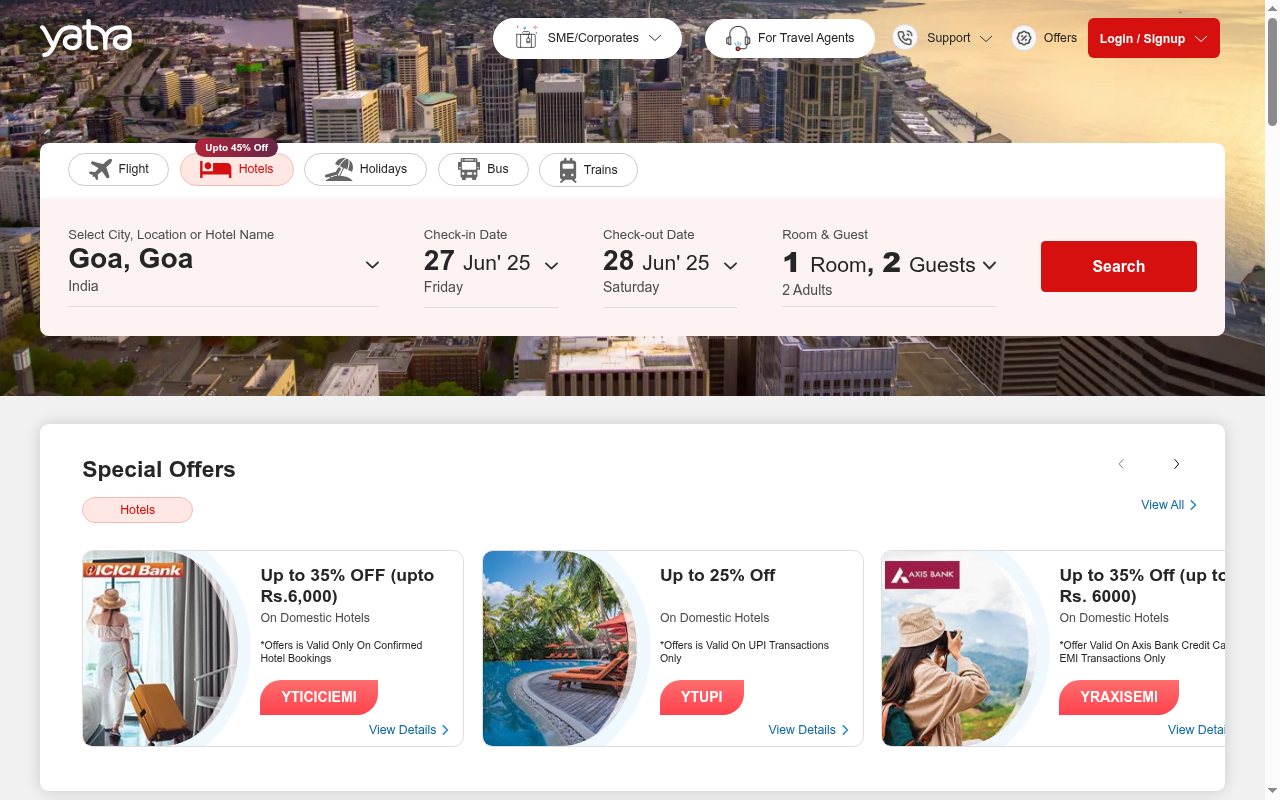 yatra
SME/Corporates
For Travel Agents
Support
Offers
Login / Signup
Upto 45% Off
Flight
Hotels
Holidays
Bus
Trains
Select City, Location or Hotel Name
Goa, Goa
India
Check-in Date
27 Jun' 25
Friday
Check-out Date
28 Jun' 25
Saturday
Room & Guest
1 Room, 2 Guests
2 Adults
Search
Special Offers
Hotels
View All
ICICI Bank
Up to 35% OFF (upto
Rs.6,000)
On Domestic Hotels
*Offers is Valid Only On Confirmed
Hotel Bookings
YTICICIEMI
View Details
Up to 25% Off
On Domestic Hotels
*Offers is Valid On UPI Transactions
Only
YTUPI
View Details
AXIS BANK
Up to 35% Off (up to
Rs. 6000)
On Domestic Hotels
*Offer Valid On Axis Bank Credit Ca
EMI Transactions Only
YRAXISEMI
View Detai